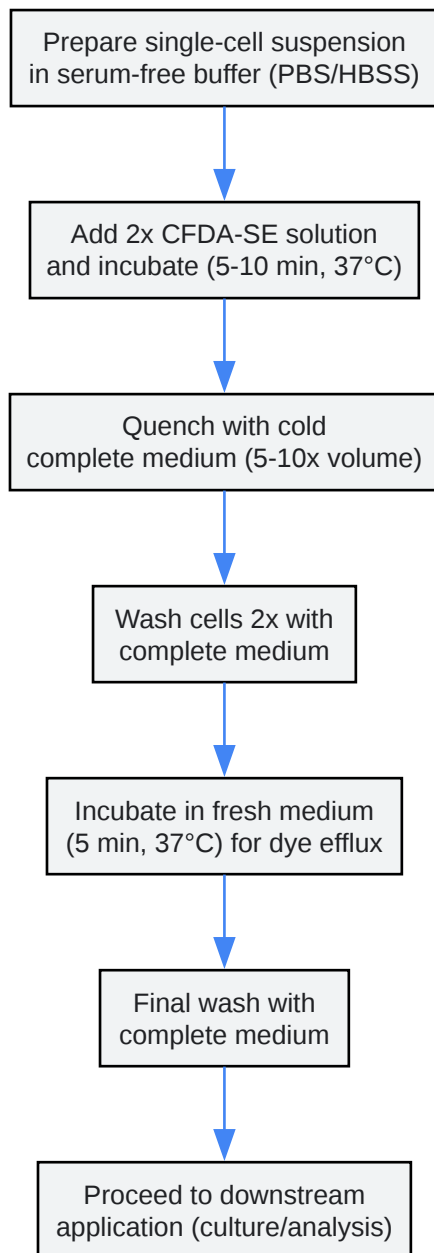 Prepare single-cell suspension
in serum-free buffer (PBS/HBSS)
Add 2x CFDA-SE solution
and incubate (5-10 min, 37°C)
Quench with cold
complete medium (5-10x volume)
Wash cells 2x with
complete medium
Incubate in fresh medium
(5 min, 37°C) for dye efflux
Final wash with
complete medium
Proceed to downstream
application (culture/analysis)